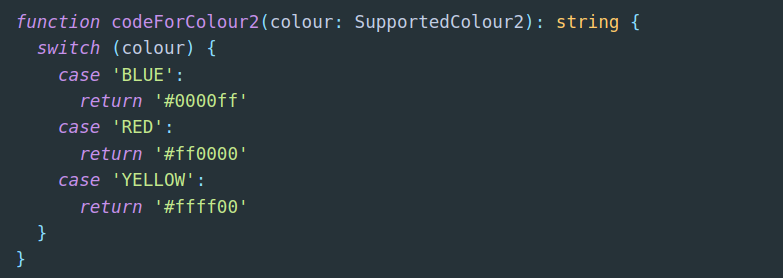 function codeForColour2(colour: SupportedColour2): string {
  switch (colour) {
    case 'BLUE':
      return '#0000ff'
    case 'RED':
      return '#ff0000'
    case 'YELLOW':
      return '#ffff00'
  }
}